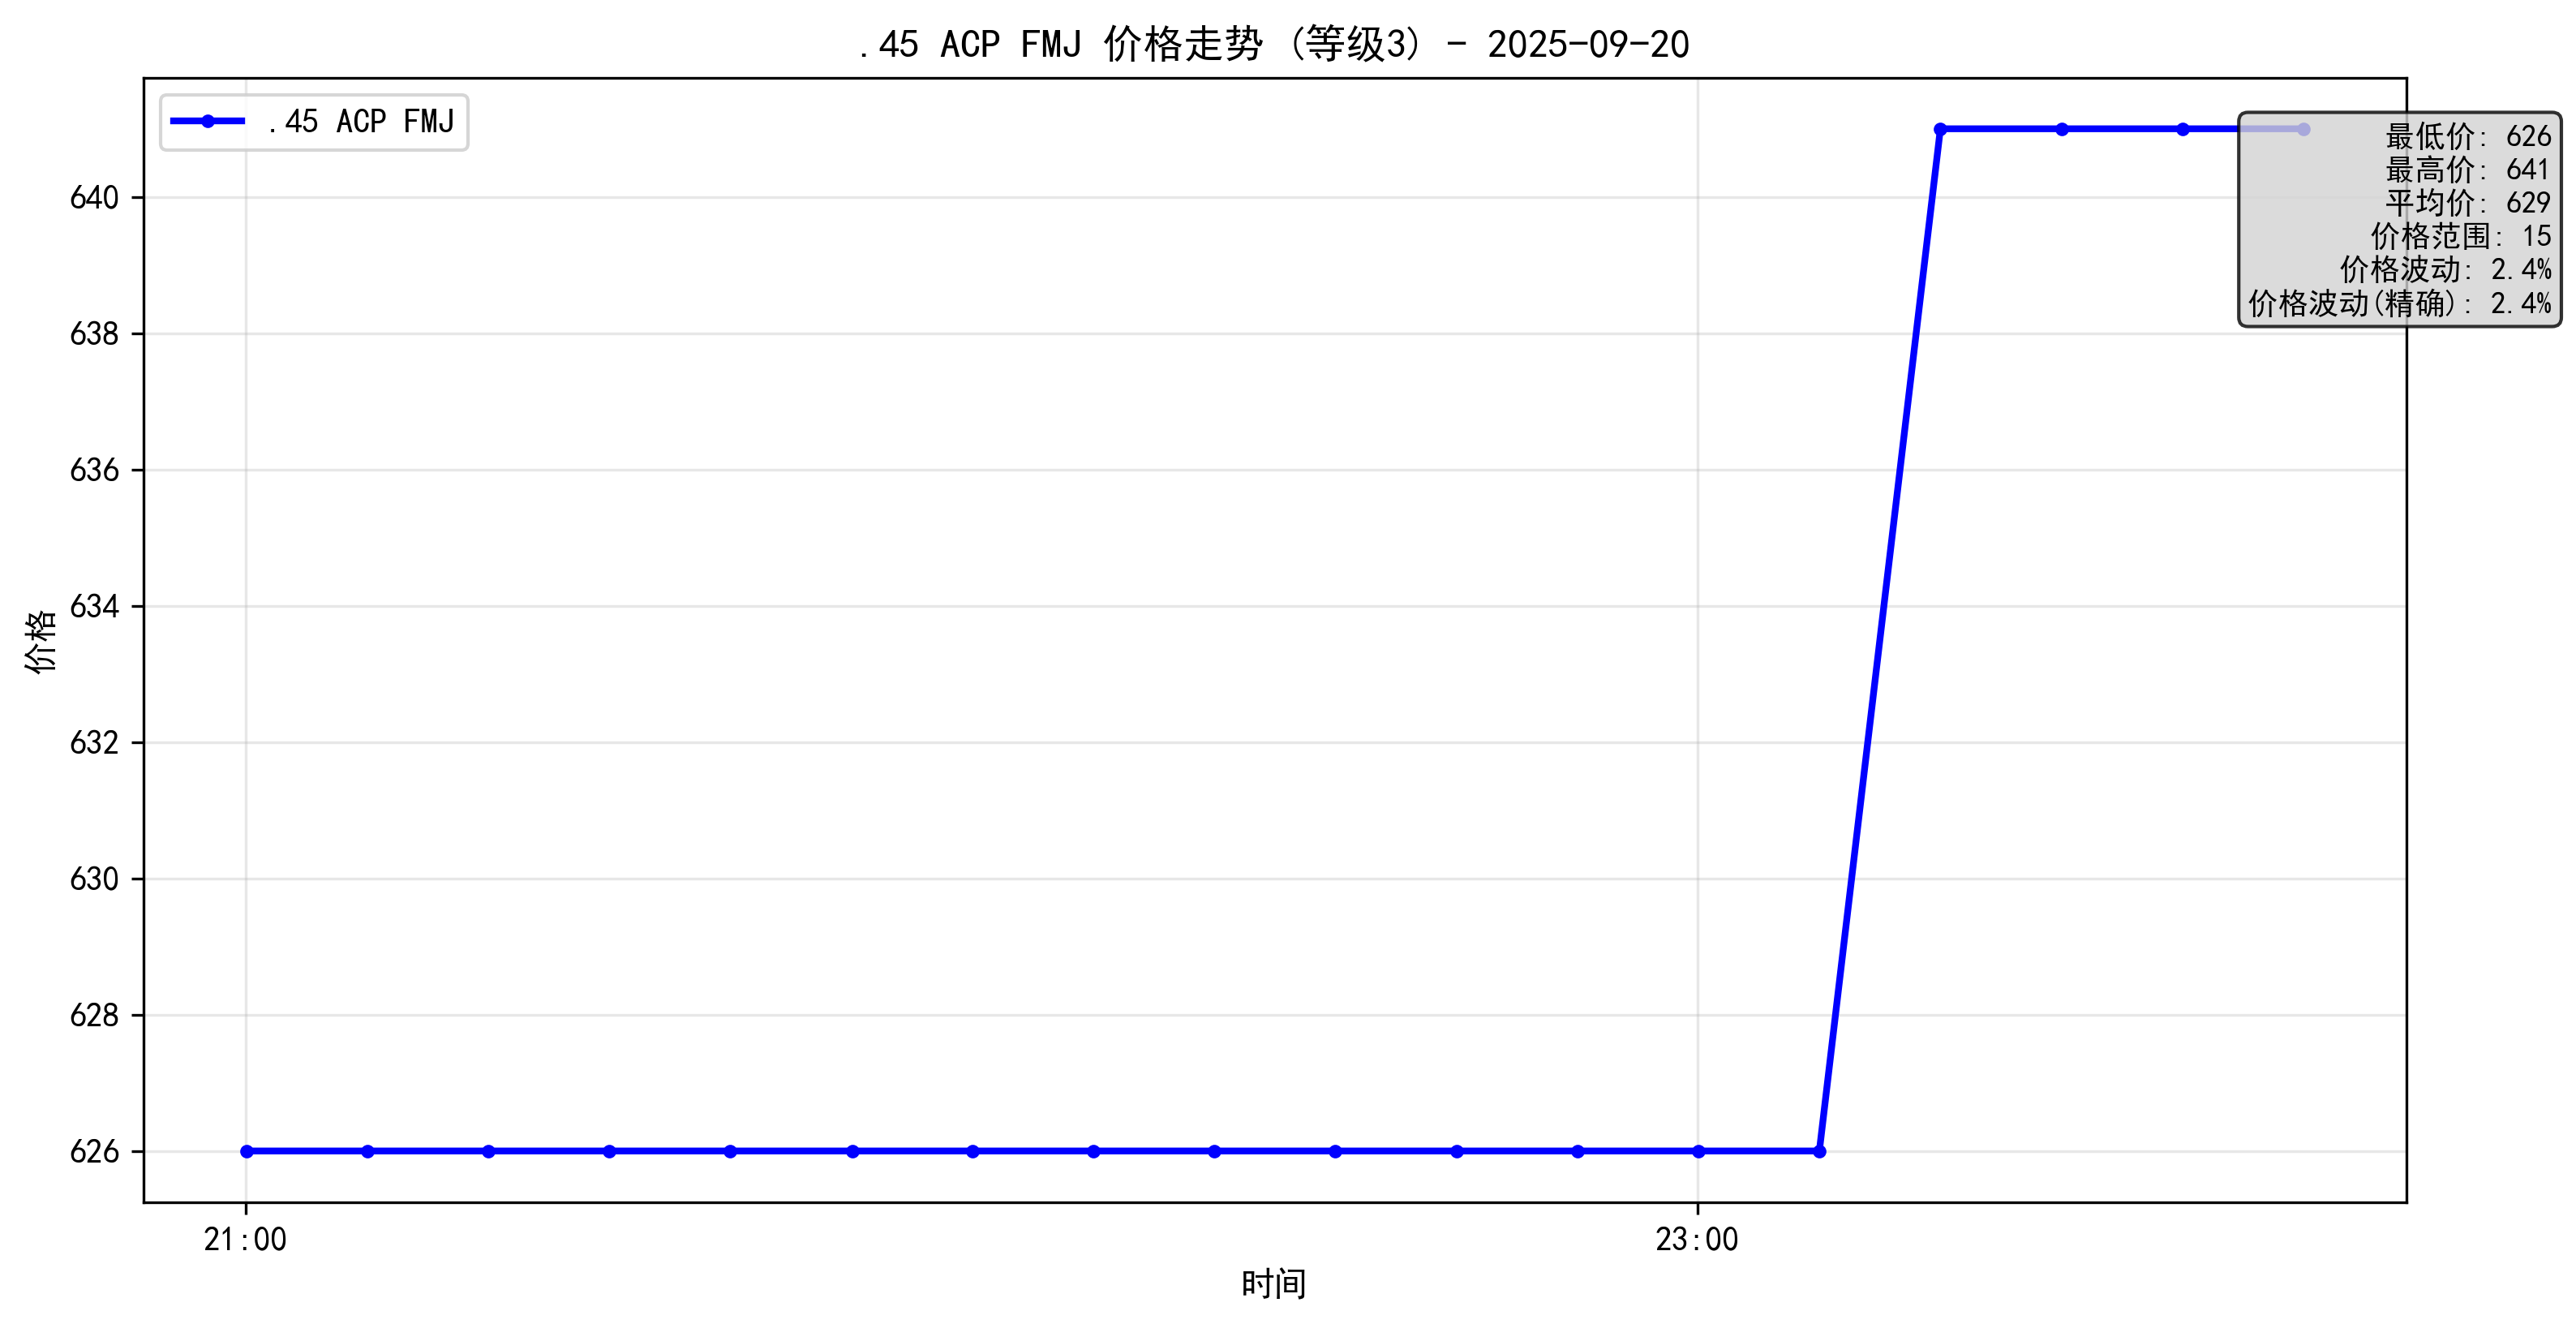 .45 ACP FMJ 价格走势 (等级3) - 2025-09-20
.45 ACP FMJ
最低价: 626
最高价: 641
平均价: 629
价格范围: 15
价格波动: 2.4%
价格波动(精确): 2.4%
640
638
636
634
632
630
628
626
价格
21:00
23:00
时间